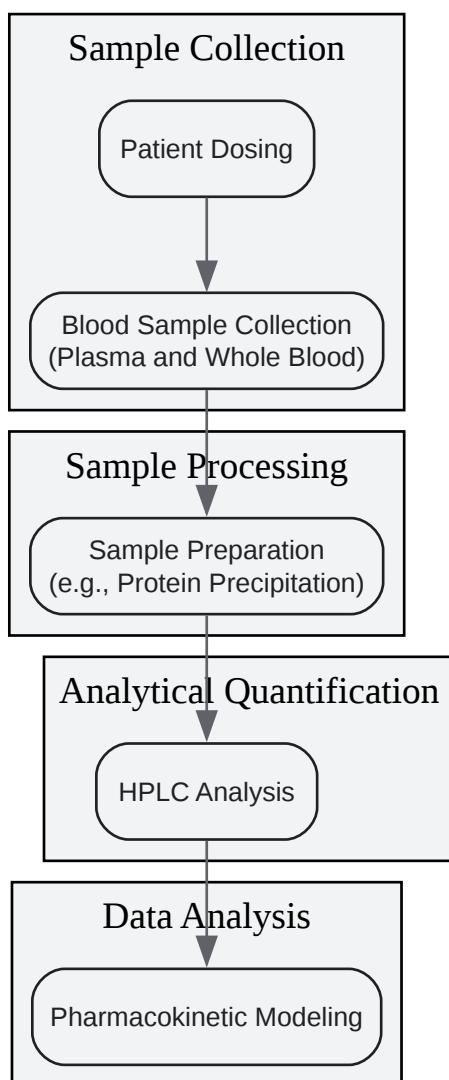 Sample Collection
Patient Dosing
Blood Sample Collection
(Plasma and Whole Blood)
Sample Processing
Sample Preparation
(e.g., Protein Precipitation)
Analytical Quantification
HPLC Analysis
Data Analysis
Pharmacokinetic Modeling